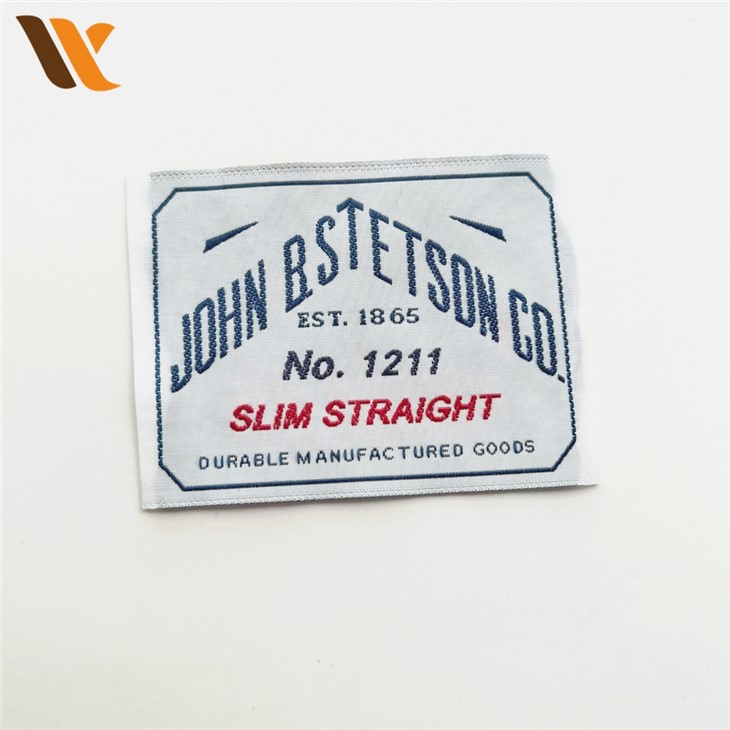 JOHN B. STETSON CO.
EST. 1865
No. 1211
SLIM STRAIGHT
DURABLE MANUFACTURED GOODS